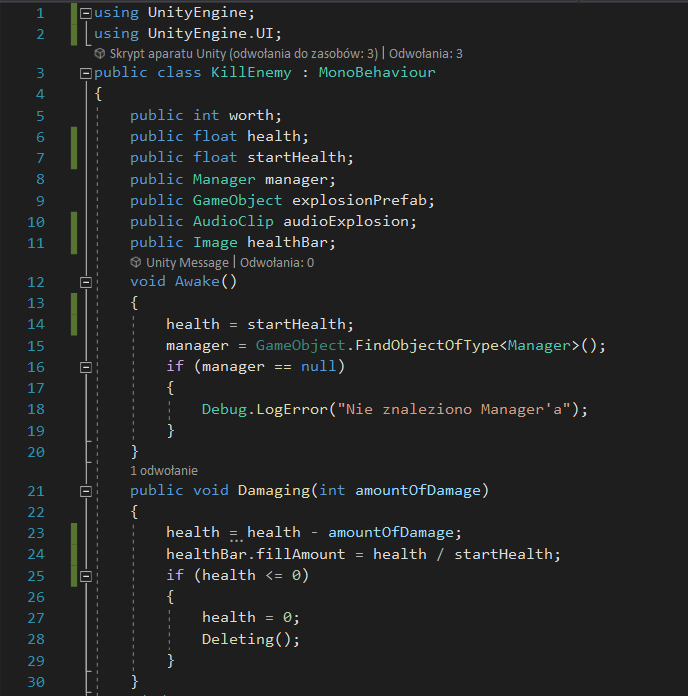 1 using UnityEngine;
2 using UnityEngine.UI;
Skrypt aparatu Unity (odwołania do zasobów: 3) | Odwołania: 3
3 public class KillEnemy : MonoBehaviour
4 {
5 public int worth;
6 public float health;
7 public float startHealth;
8 public Manager manager;
9 public GameObject explosionPrefab;
10 public AudioClip audioExplosion;
11 public Image healthBar;
Unity Message | Odwołania: 0
12 void Awake()
13 {
14 health = startHealth;
15 manager = GameObject.FindObjectOfType<Manager>();
16 if (manager == null)
17 {
18 Debug.LogError("Nie znaleziono Manager'a");
19 }
20 }
1 odwołanie
21 public void Damaging(int amountOfDamage)
22 {
23 health = health - amountOfDamage;
24 healthBar.fillAmount = health / startHealth;
25 if (health <= 0)
26 {
27 health = 0;
28 Deleting();
29 }
30 }